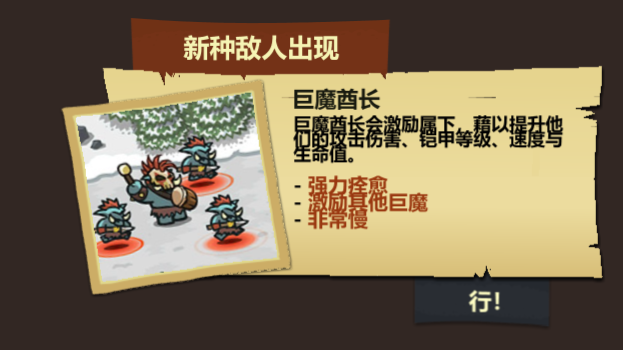 新种敌人出现
巨魔酋长
巨魔酋长会激励属下，藉以提升他
们的攻击伤害、铠甲等级、速度与
生命值。
- 强力痊愈
- 激励其他巨魔
- 非常慢
行!